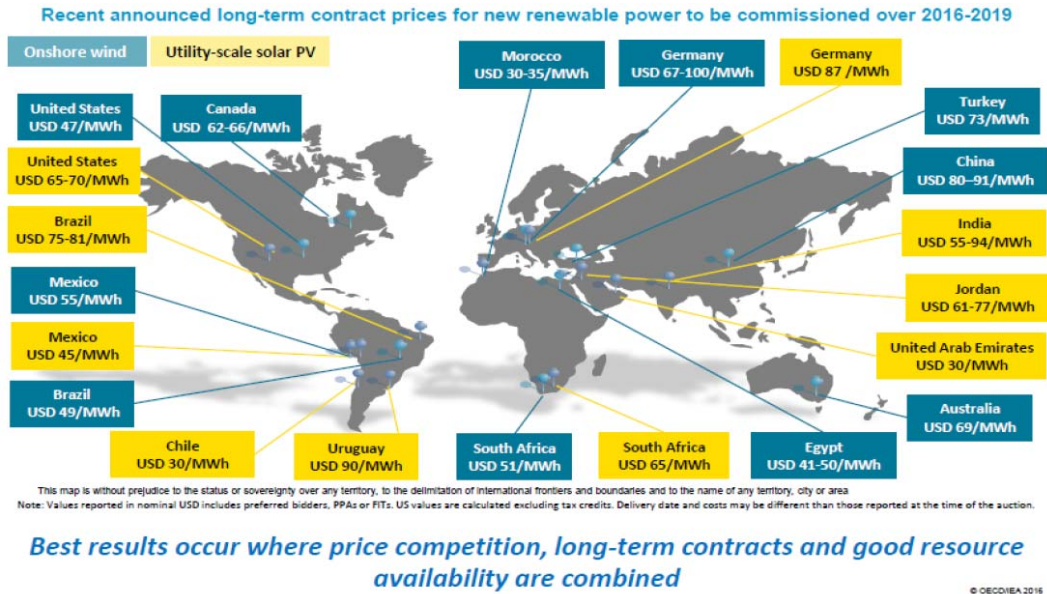 Recent announced long-term contract prices for new renewable power to be commissioned over 2016-2019
Onshore wind
Utility-scale solar PV
Morocco
USD 30-35/MWh
Germany
USD 67-100/MWh
Germany
USD 87 /MWh
United States
USD 47/MWh
Canada
USD 62-66/MWh
Turkey
USD 73/MWh
United States
USD 65-70/MWh
China
USD 80–91/MWh
Brazil
USD 75-81/MWh
India
USD 55-94/MWh
Mexico
USD 55/MWh
Jordan
USD 61-77/MWh
Mexico
USD 45/MWh
United Arab Emirates
USD 30/MWh
Brazil
USD 49/MWh
Australia
USD 69/MWh
Chile
USD 30/MWh
Uruguay
USD 90/MWh
South Africa
USD 51/MWh
South Africa
USD 65/MWh
Egypt
USD 41-50/MWh
This map is without prejudice to the status or sovereignty over any territory, to the delimitation of international frontiers and boundaries and to the name of any territory, city or area
Note: Values reported in nominal USD includes preferred bidders, PPAs or FITs. US values are calculated excluding tax credits. Delivery date and costs may be different than those reported at the time of the auction.
Best results occur where price competition, long-term contracts and good resource
availability are combined
© OECD/IEA 2016